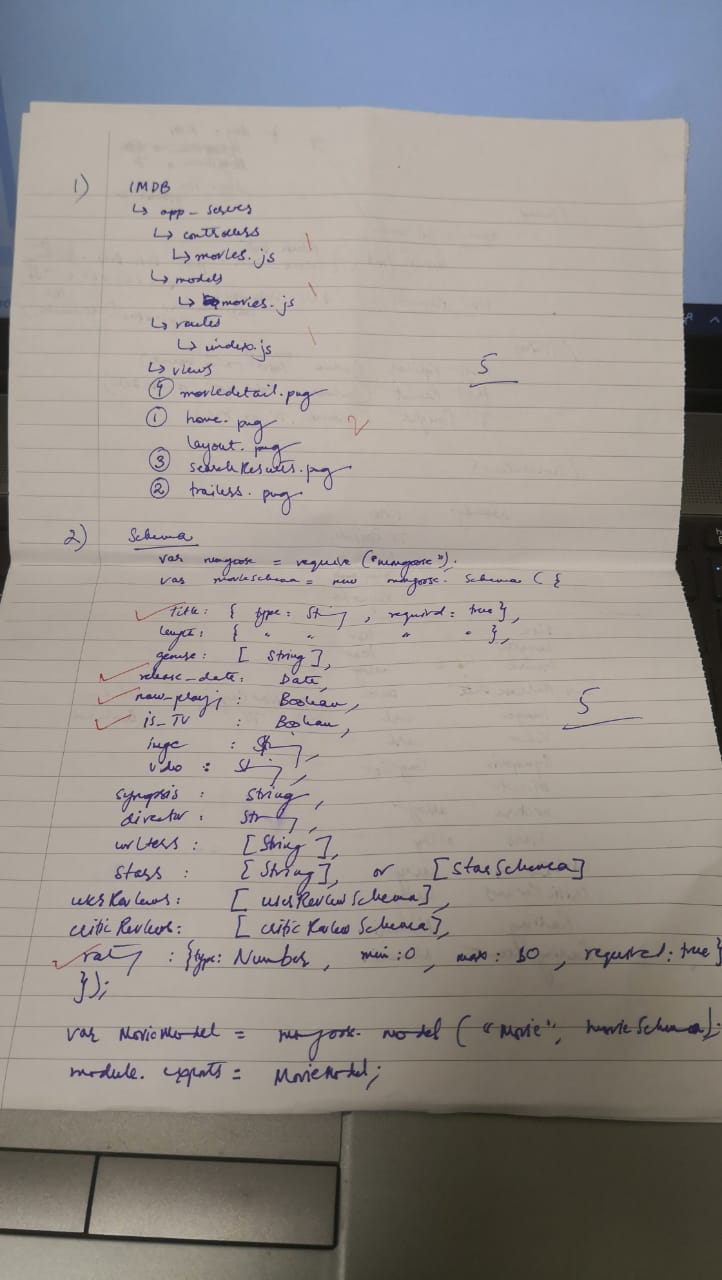 1) IMDB
↳ app_server
↳ controllers
↳ movies.js
↳ models
↳ movies.js
↳ routes
↳ index.js
↳ views
④ moviedetail.pug
① home.pug
layout.pug
③ searchResults.pug
② trailers.pug
5
2) Schema
var mongoose = require ("mongoose").
var movieSchema = new mongoose. Schema ({
title: { type: String, required: true},
length: { " " " " },
genre: [ String ],
release_date: Date,
now_playing : Boolean,
is_TV : Boolean,
image : String,
video : String,
synopsis : String,
director : String,
writers : [String],
stars : [String], or [starSchema]
userReviews: [ userReviewSchema],
criticReviews: [ criticReviewSchema],
rating : {type: Number, min:0, max: 10, required: true}
});
5
var MovieModel = mongoose. model ("Movie", movieSchema);
module. exports = MovieModel;